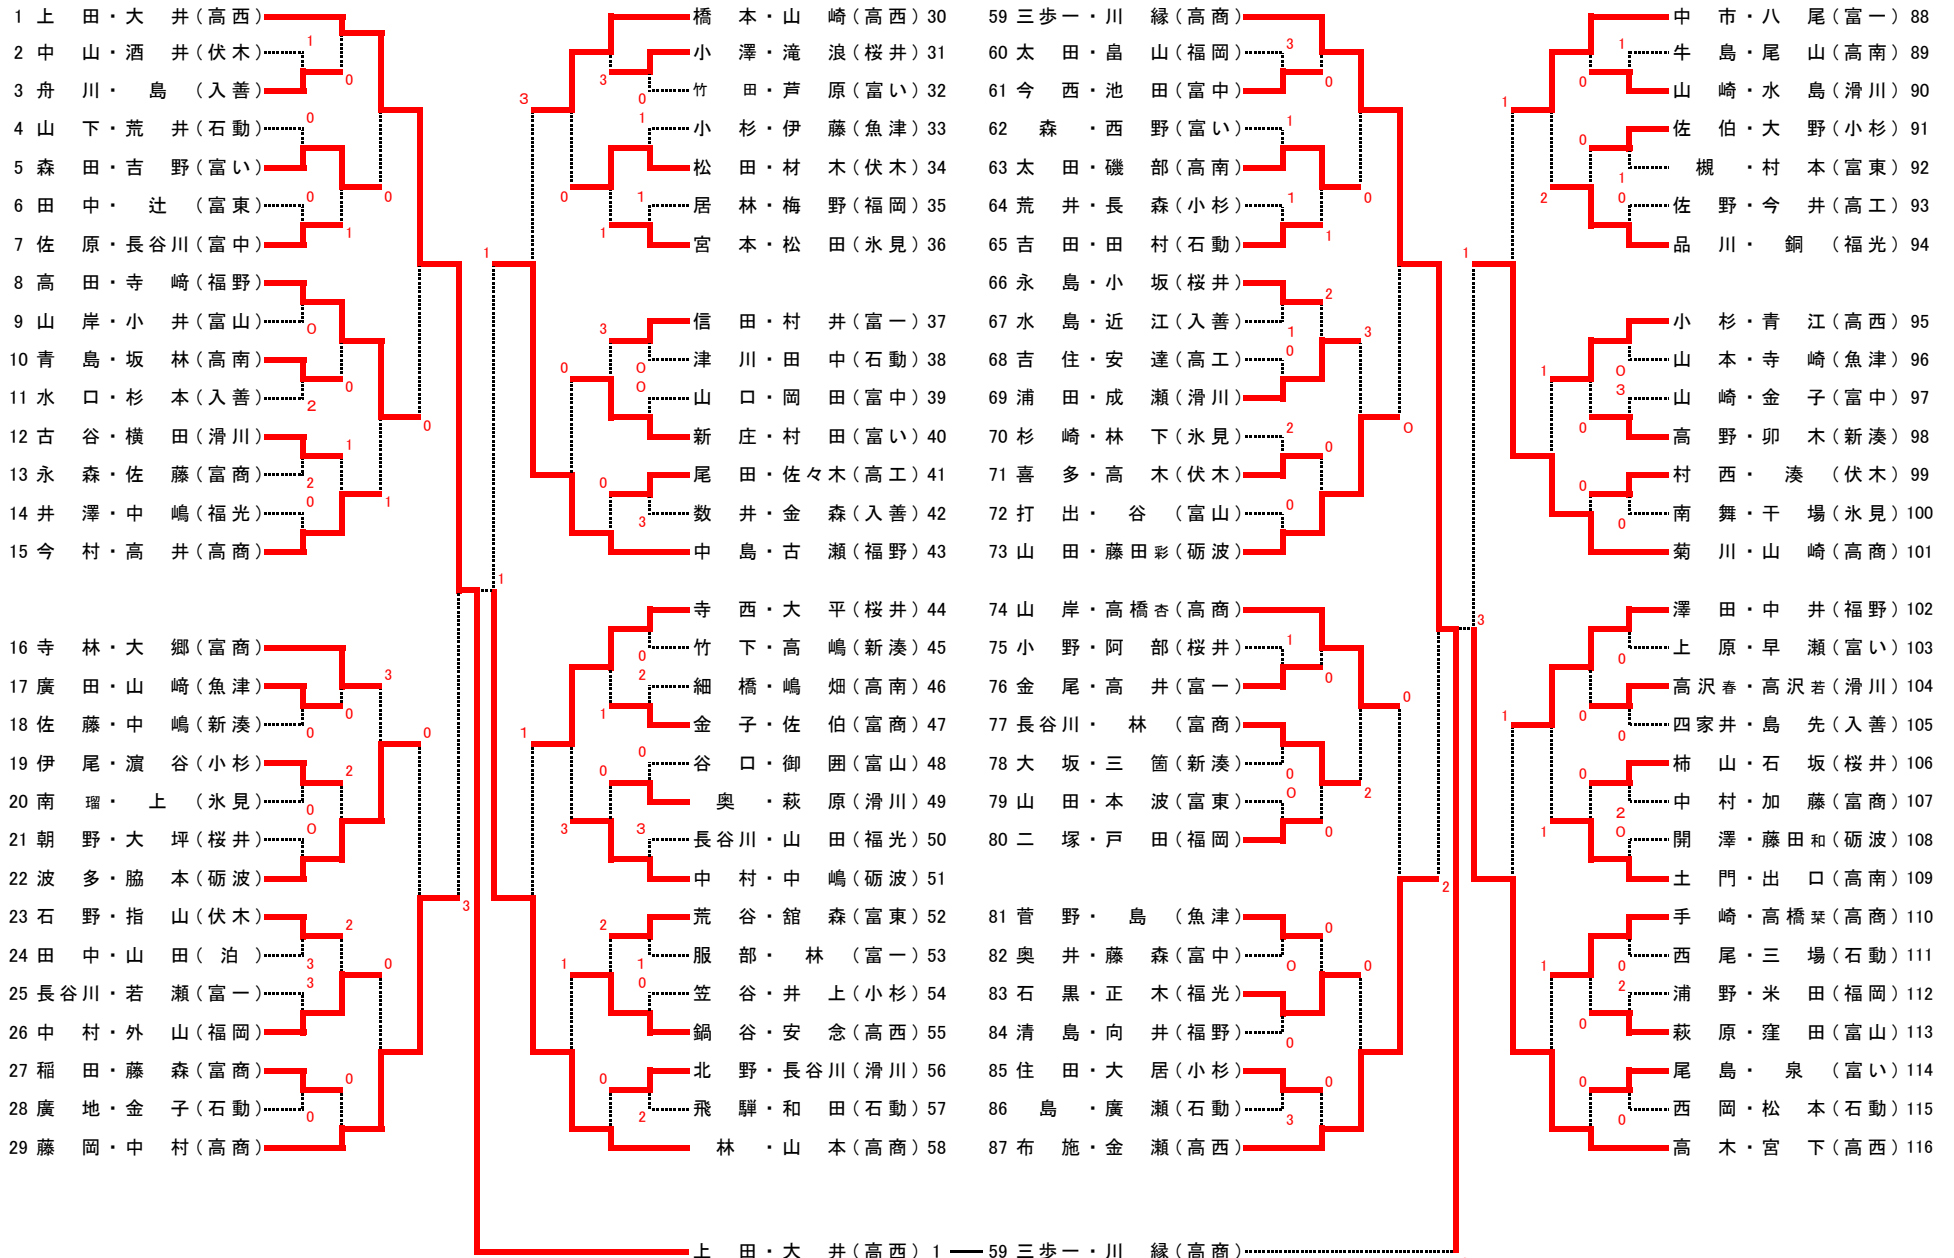 1 上 田・大 井(高西)
2 中 山・酒 井(伏木)
3 舟 川・ 島 (入善)
4 山 下・荒 井(石動)
5 森 田・吉 野(富い)
6 田 中・ 辻 (富東)
7 佐 原・長谷川(富中)
8 高 田・寺 﨑(福野)
9 山 岸・小 井(富山)
10 青 島・坂 林(高南)
11 水 口・杉 本(入善)
12 古 谷・横 田(滑川)
13 永 森・佐 藤(富商)
14 井 澤・中 嶋(福光)
15 今 村・高 井(高商)
16 寺 林・大 郷(富商)
17 廣 田・山 﨑(魚津)
18 佐 藤・中 嶋(新湊)
19 伊 尾・濵 谷(小杉)
20 南 瑠・ 上 (氷見)
21 朝 野・大 坪(桜井)
22 波 多・脇 本(砺波)
23 石 野・指 山(伏木)
24 田 中・山 田( 泊 )
25 長谷川・若 瀬(富一)
26 中 村・外 山(福岡)
27 稲 田・藤 森(富商)
28 廣 地・金 子(石動)
29 藤 岡・中 村(高商)
橋 本・山 崎(高西) 30
小 澤・滝 浪(桜井) 31
竹 田・芦 原(富い) 32
小 杉・伊 藤(魚津) 33
松 田・材 木(伏木) 34
居 林・梅 野(福岡) 35
宮 本・松 田(氷見) 36
信 田・村 井(富一) 37
津 川・田 中(石動) 38
山 口・岡 田(富中) 39
新 庄・村 田(富い) 40
尾 田・佐々木(高工) 41
数 井・金 森(入善) 42
中 島・古 瀬(福野) 43
寺 西・大 平(桜井) 44
竹 下・高 嶋(新湊) 45
細 橋・嶋 畑(高南) 46
金 子・佐 伯(富商) 47
谷 口・御 囲(富山) 48
奥 ・萩 原(滑川) 49
長谷川・山 田(福光) 50
中 村・中 嶋(砺波) 51
荒 谷・舘 森(富東) 52
服 部・ 林 (富一) 53
笠 谷・井 上(小杉) 54
鍋 谷・安 念(高西) 55
北 野・長谷川(滑川) 56
飛 騨・和 田(石動) 57
林 ・山 本(高商) 58
59 三歩一・川 縁(高商)
60 太 田・畠 山(福岡)
61 今 西・池 田(富中)
62 森 ・西 野(富い)
63 太 田・磯 部(高南)
64 荒 井・長 森(小杉)
65 吉 田・田 村(石動)
66 永 島・小 坂(桜井)
67 水 島・近 江(入善)
68 吉 住・安 達(高工)
69 浦 田・成 瀬(滑川)
70 杉 崎・林 下(氷見)
71 喜 多・高 木(伏木)
72 打 出・ 谷 (富山)
73 山 田・藤田彩(砺波)
74 山 岸・高橋杏(高商)
75 小 野・阿 部(桜井)
76 金 尾・高 井(富一)
77 長谷川・ 林 (富商)
78 大 坂・三 箇(新湊)
79 山 田・本 波(富東)
80 二 塚・戸 田(福岡)
81 菅 野・ 島 (魚津)
82 奥 井・藤 森(富中)
83 石 黒・正 木(福光)
84 清 島・向 井(福野)
85 住 田・大 居(小杉)
86 島 ・廣 瀬(石動)
87 布 施・金 瀬(高西)
中 市・八 尾(富一) 88
牛 島・尾 山(高南) 89
山 崎・水 島(滑川) 90
佐 伯・大 野(小杉) 91
槻 ・村 本(富東) 92
佐 野・今 井(高工) 93
品 川・ 銅 (福光) 94
小 杉・青 江(高西) 95
山 本・寺 崎(魚津) 96
山 崎・金 子(富中) 97
高 野・卯 木(新湊) 98
村 西・ 湊 (伏木) 99
南 舞・干 場(氷見) 100
菊 川・山 崎(高商) 101
澤 田・中 井(福野) 102
上 原・早 瀬(富い) 103
高沢春・高沢若(滑川) 104
四家井・島 先(入善) 105
柿 山・石 坂(桜井) 106
中 村・加 藤(富商) 107
開 澤・藤田和(砺波) 108
土 門・出 口(高南) 109
手 崎・高橋栞(高商) 110
西 尾・三 場(石動) 111
浦 野・米 田(福岡) 112
萩 原・窪 田(富山) 113
尾 島・ 泉 (富い) 114
西 岡・松 本(石動) 115
高 木・宮 下(高西) 116
上 田・大 井(高西) 1 — 59 三歩一・川 縁(高商)